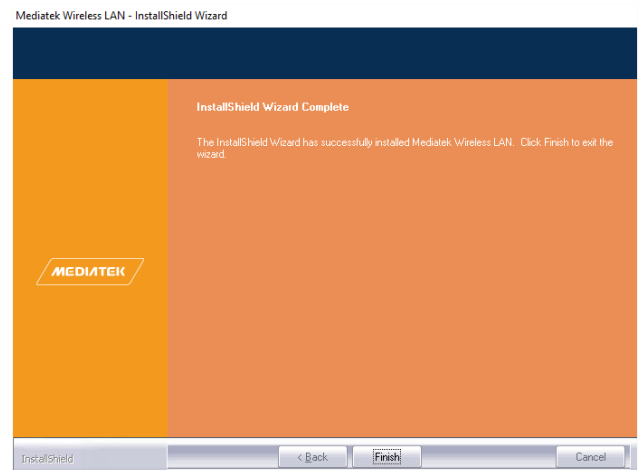 Mediatek Wireless LAN - InstallShield Wizard
InstallShield Wizard Complete
The InstallShield Wizard has successfully installed Mediatek Wireless LAN. Click Finish to exit the
wizard.
MEDIATEK
InstallShield
< Back
Finish
Cancel